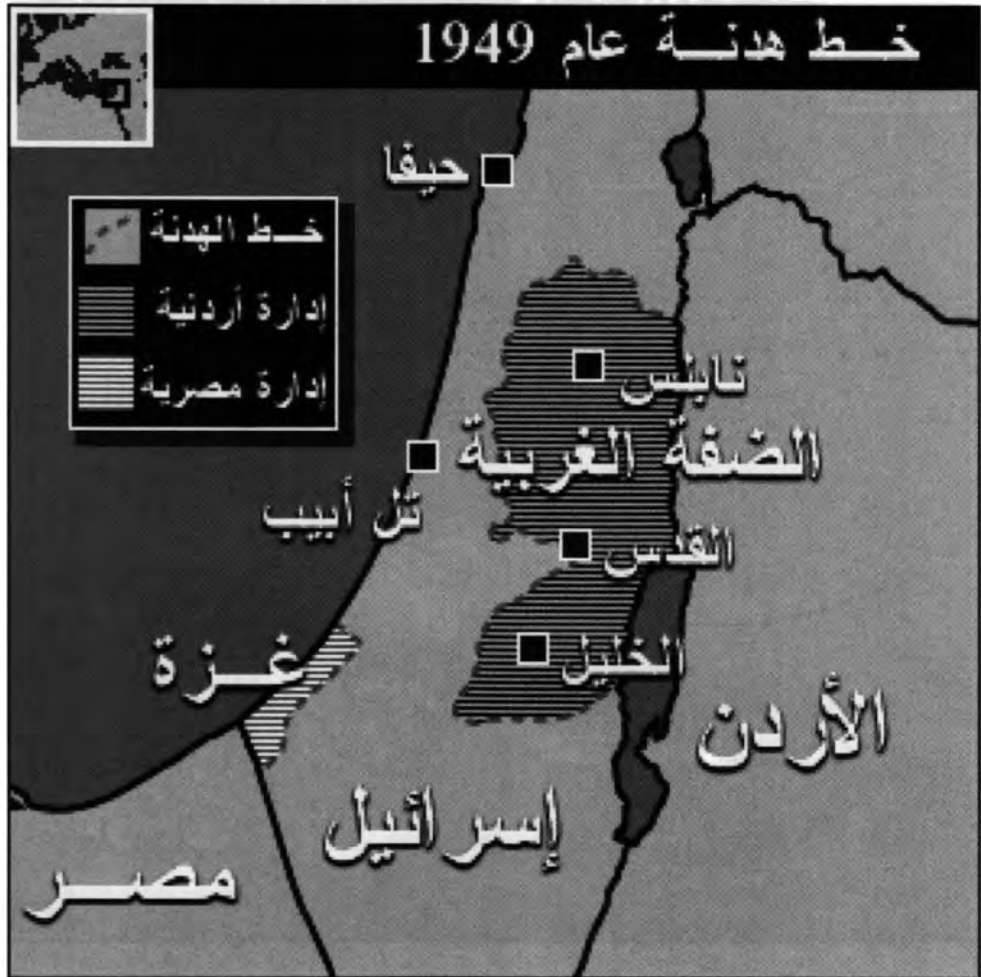 خط هدنة عام 1949
حيفا
خط الهدنة
إدارة أردنية
إدارة مصرية
نابلس
الضفة الغربية
تل أبيب
القدس
غزة
الخليل
الأردن
إسرائيل
مصر